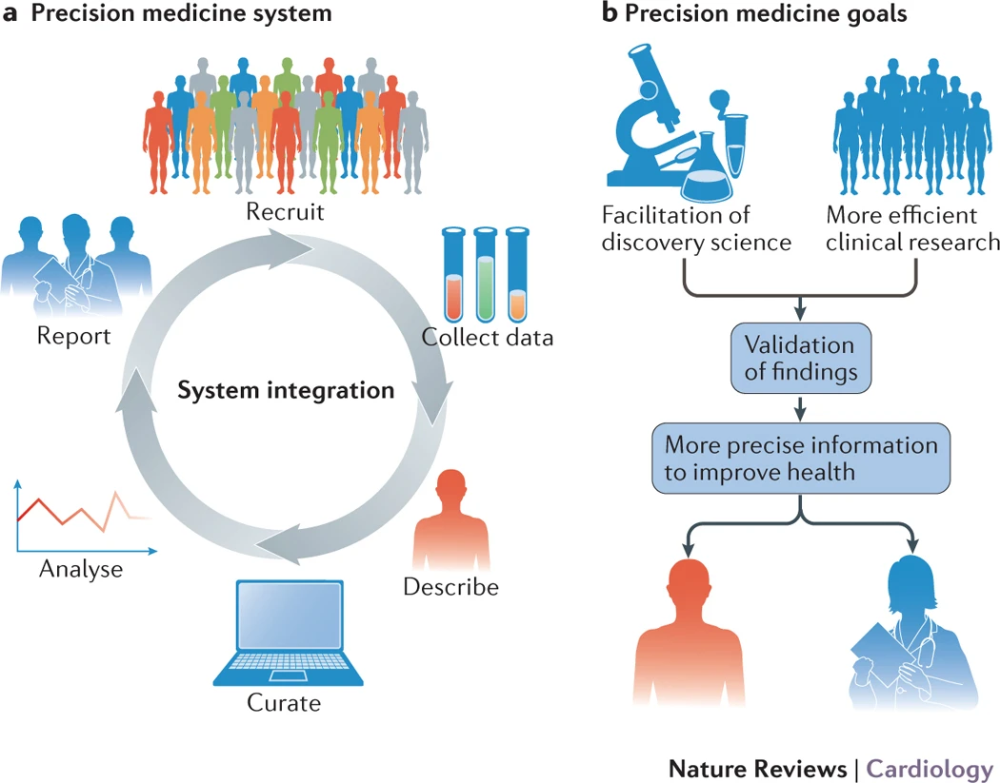 a Precision medicine system
Recruit
Collect data
Describe
Curate
Analyse
Report
System integration
b Precision medicine goals
Facilitation of
discovery science
More efficient
clinical research
Validation
of findings
More precise information
to improve health
Nature Reviews | Cardiology